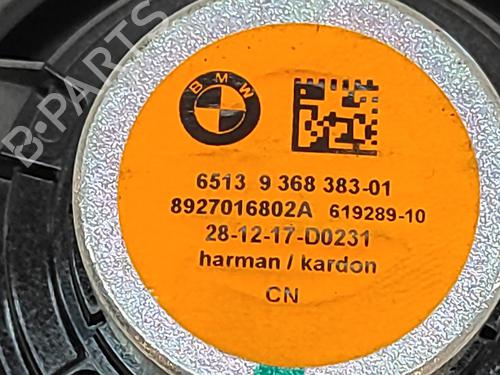 B-PARTS
BMW
6513 9 368 383-01
8927016802A 619289-10
28-12-17-D0231
harman / kardon
CN